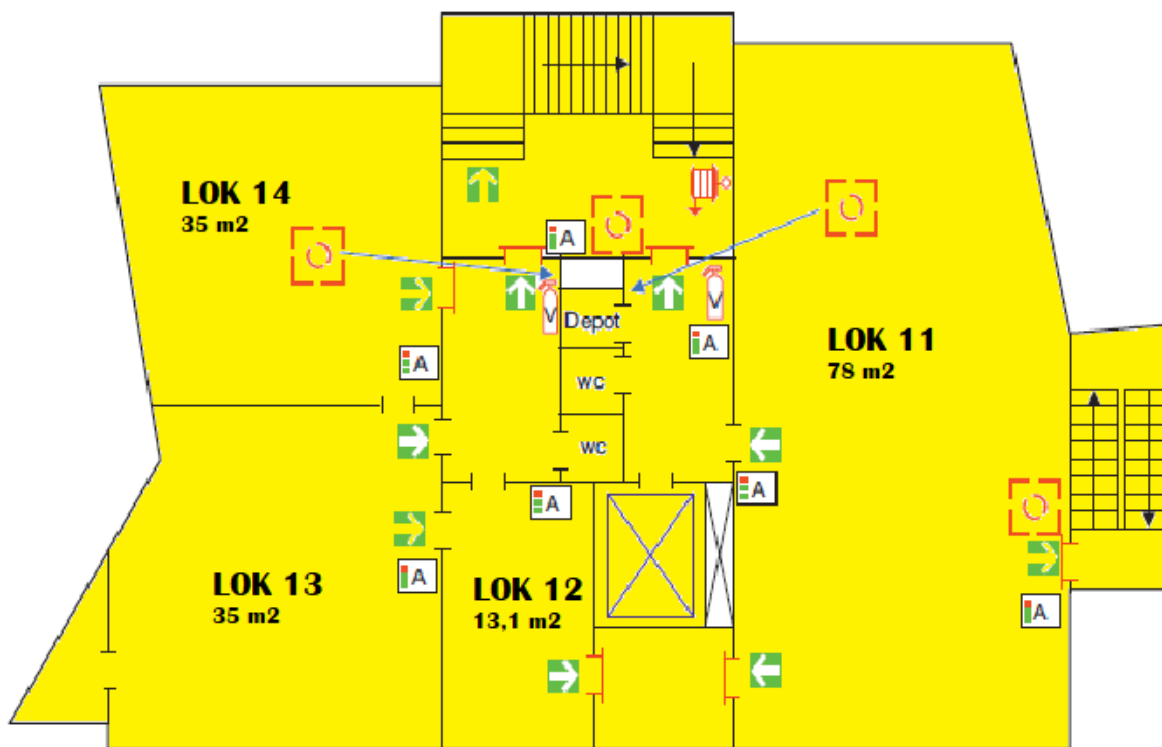 LOK 14
35 m2
A
V
V
Depot
A.
LOK 11
78 m2
A
wc
wc
A
A
A
LOK 13
35 m2
LOK 12
13,1 m2
A.